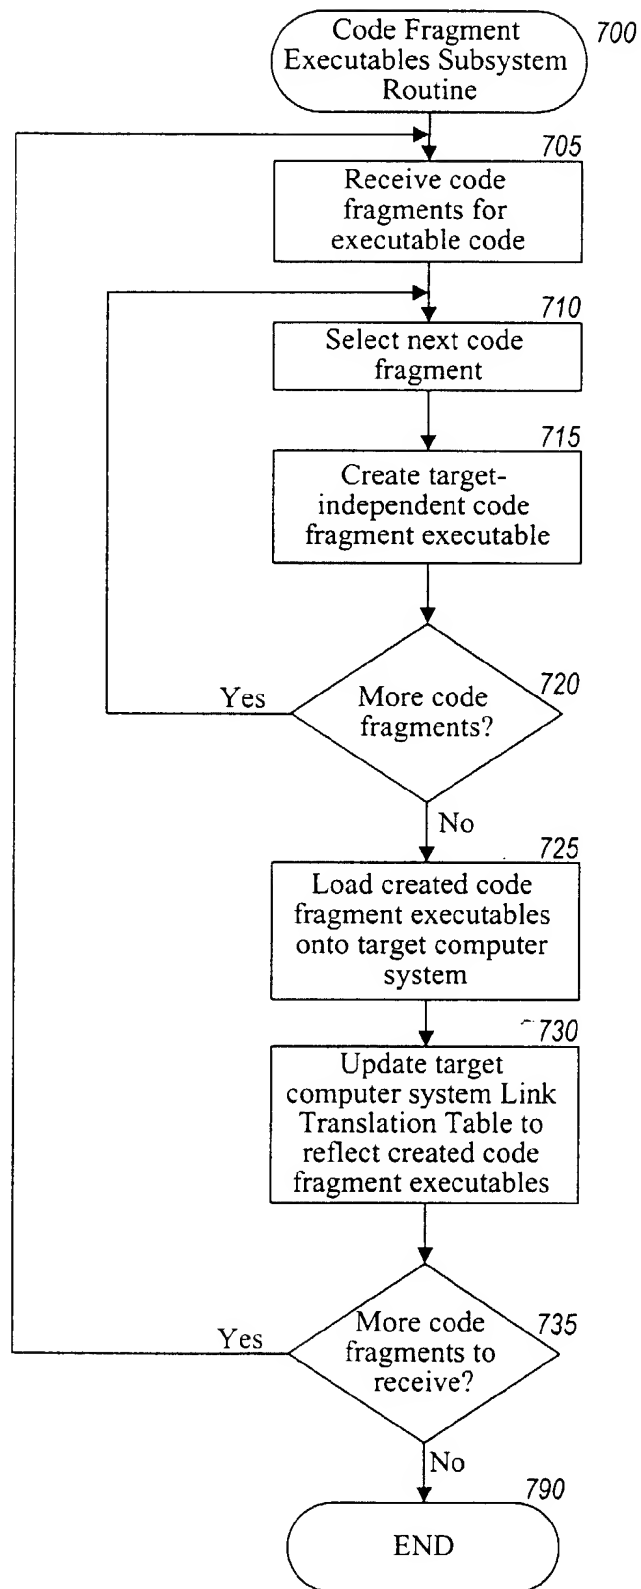 Code Fragment
Executables Subsystem
Routine
700
705
Receive code
fragments for
executable code
710
Select next code
fragment
715
Create target-
independent code
fragment executable
720
More code
fragments?
Yes
No
725
Load created code
fragment executables
onto target computer
system
730
Update target
computer system Link
Translation Table to
reflect created code
fragment executables
735
More code
fragments to
receive?
Yes
No
790
END